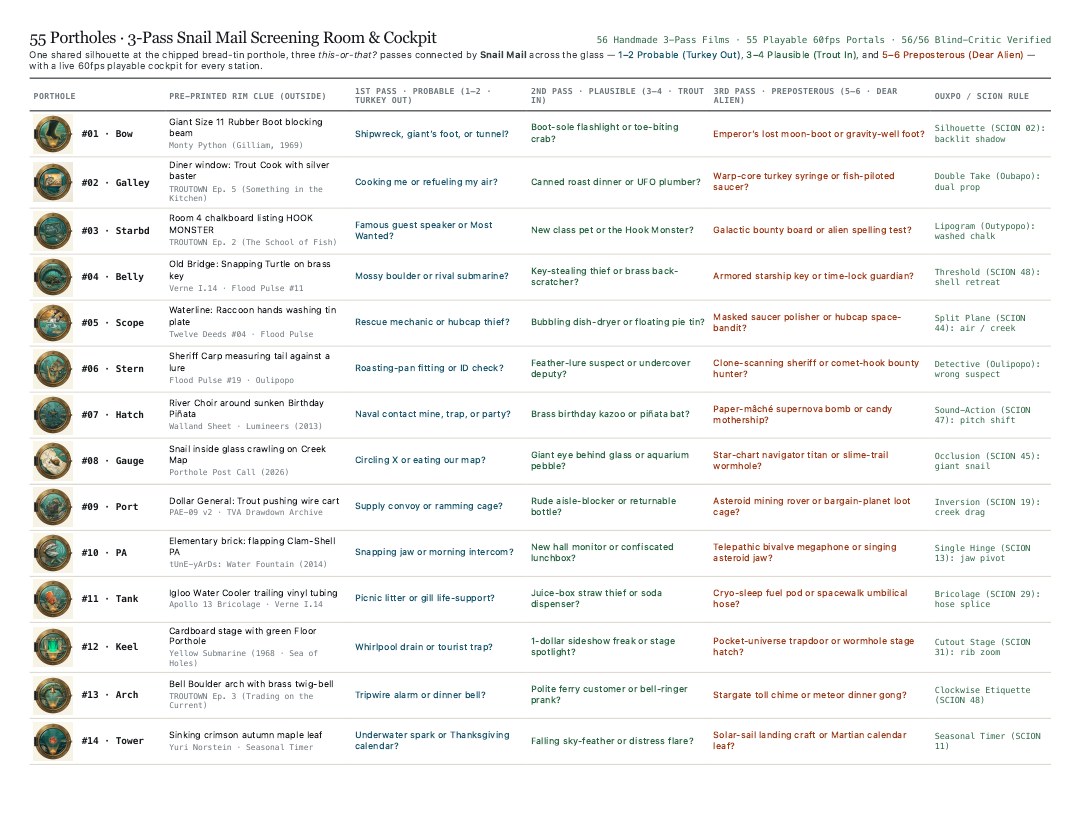 55 Portholes · 3-Pass Snail Mail Screening Room & Cockpit
56 Handmade 3-Pass Films · 55 Playable 60fps Portals · 56/56 Blind-Critic Verified
One shared silhouette at the chipped bread-tin porthole, three this-or-that? passes connected by Snail Mail across the glass — 1–2 Probable (Turkey Out), 3–4 Plausible (Trout In), and 5–6 Preposterous (Dear Alien) —
with a live 60fps playable cockpit for every station.
PORTHOLE
PRE-PRINTED RIM CLUE (OUTSIDE)
1ST PASS · PROBABLE (1–2 ·
TURKEY OUT)
2ND PASS · PLAUSIBLE (3–4 · TROUT
IN)
3RD PASS · PREPOSTEROUS (5–6 · DEAR
ALIEN)
OUXPO / SCION RULE
#01 · Bow
Giant Size 11 Rubber Boot blocking
beam
Monty Python (Gilliam, 1969)
Shipwreck, giant's foot, or tunnel?
Boot-sole flashlight or toe-biting
crab?
Emperor's lost moon-boot or gravity-well foot?
Silhouette (SCION 02):
backlit shadow
#02 · Galley
Diner window: Trout Cook with silver
baster
TROUTOWN Ep. 5 (Something in the
Kitchen)
Cooking me or refueling my air?
Canned roast dinner or UFO plumber?
Warp-core turkey syringe or fish-piloted
saucer?
Double Take (Oubapo):
dual prop
#03 · Starbd
Room 4 chalkboard listing HOOK
MONSTER
TROUTOWN Ep. 2 (The School of Fish)
Famous guest speaker or Most
Wanted?
New class pet or the Hook Monster?
Galactic bounty board or alien spelling test?
Lipogram (Outypopo):
washed chalk
#04 · Belly
Old Bridge: Snapping Turtle on brass
key
Verne I.14 · Flood Pulse #11
Mossy boulder or rival submarine?
Key-stealing thief or brass back-
scratcher?
Armored starship key or time-lock guardian?
Threshold (SCION 48):
shell retreat
#05 · Scope
Waterline: Raccoon hands washing tin
plate
Twelve Deeds #04 · Flood Pulse
Rescue mechanic or hubcap thief?
Bubbling dish-dryer or floating pie tin?
Masked saucer polisher or hubcap space-
bandit?
Split Plane (SCION
44): air / creek
#06 · Stern
Sheriff Carp measuring tail against a
lure
Flood Pulse #19 · Oulipopo
Roasting-pan fitting or ID check?
Feather-lure suspect or undercover
deputy?
Clone-scanning sheriff or comet-hook bounty
hunter?
Detective (Oulipopo):
wrong suspect
#07 · Hatch
River Choir around sunken Birthday
Piñata
Walland Sheet · Lumineers (2013)
Naval contact mine, trap, or party?
Brass birthday kazoo or piñata bat?
Paper-mâché supernova bomb or candy
mothership?
Sound-Action (SCION
47): pitch shift
#08 · Gauge
Snail inside glass crawling on Creek
Map
Porthole Post Call (2026)
Circling X or eating our map?
Giant eye behind glass or aquarium
pebble?
Star-chart navigator titan or slime-trail
wormhole?
Occlusion (SCION 45):
giant snail
#09 · Port
Dollar General: Trout pushing wire cart
PAE-09 v2 · TVA Drawdown Archive
Supply convoy or ramming cage?
Rude aisle-blocker or returnable
bottle?
Asteroid mining rover or bargain-planet loot
cage?
Inversion (SCION 19):
creek drag
#10 · PA
Elementary brick: flapping Clam-Shell
PA
tUnE-yArDs: Water Fountain (2014)
Snapping jaw or morning intercom?
New hall monitor or confiscated
lunchbox?
Telepathic bivalve megaphone or singing
asteroid jaw?
Single Hinge (SCION
13): jaw pivot
#11 · Tank
Igloo Water Cooler trailing vinyl tubing
Apollo 13 Bricolage · Verne I.14
Picnic litter or gill life-support?
Juice-box straw thief or soda
dispenser?
Cryo-sleep fuel pod or spacewalk umbilical
hose?
Bricolage (SCION 29):
hose splice
#12 · Keel
Cardboard stage with green Floor
Porthole
Yellow Submarine (1968 · Sea of
Holes)
Whirlpool drain or tourist trap?
1-dollar sideshow freak or stage
spotlight?
Pocket-universe trapdoor or wormhole stage
hatch?
Cutout Stage (SCION
31): rib zoom
#13 · Arch
Bell Boulder arch with brass twig-bell
TROUTOWN Ep. 3 (Trading on the
Current)
Tripwire alarm or dinner bell?
Polite ferry customer or bell-ringer
prank?
Stargate toll chime or meteor dinner gong?
Clockwise Etiquette
(SCION 48)
#14 · Tower
Sinking crimson autumn maple leaf
Yuri Norstein · Seasonal Timer
Underwater spark or Thanksgiving
calendar?
Falling sky-feather or distress flare?
Solar-sail landing craft or Martian calendar
leaf?
Seasonal Timer (SCION
11)